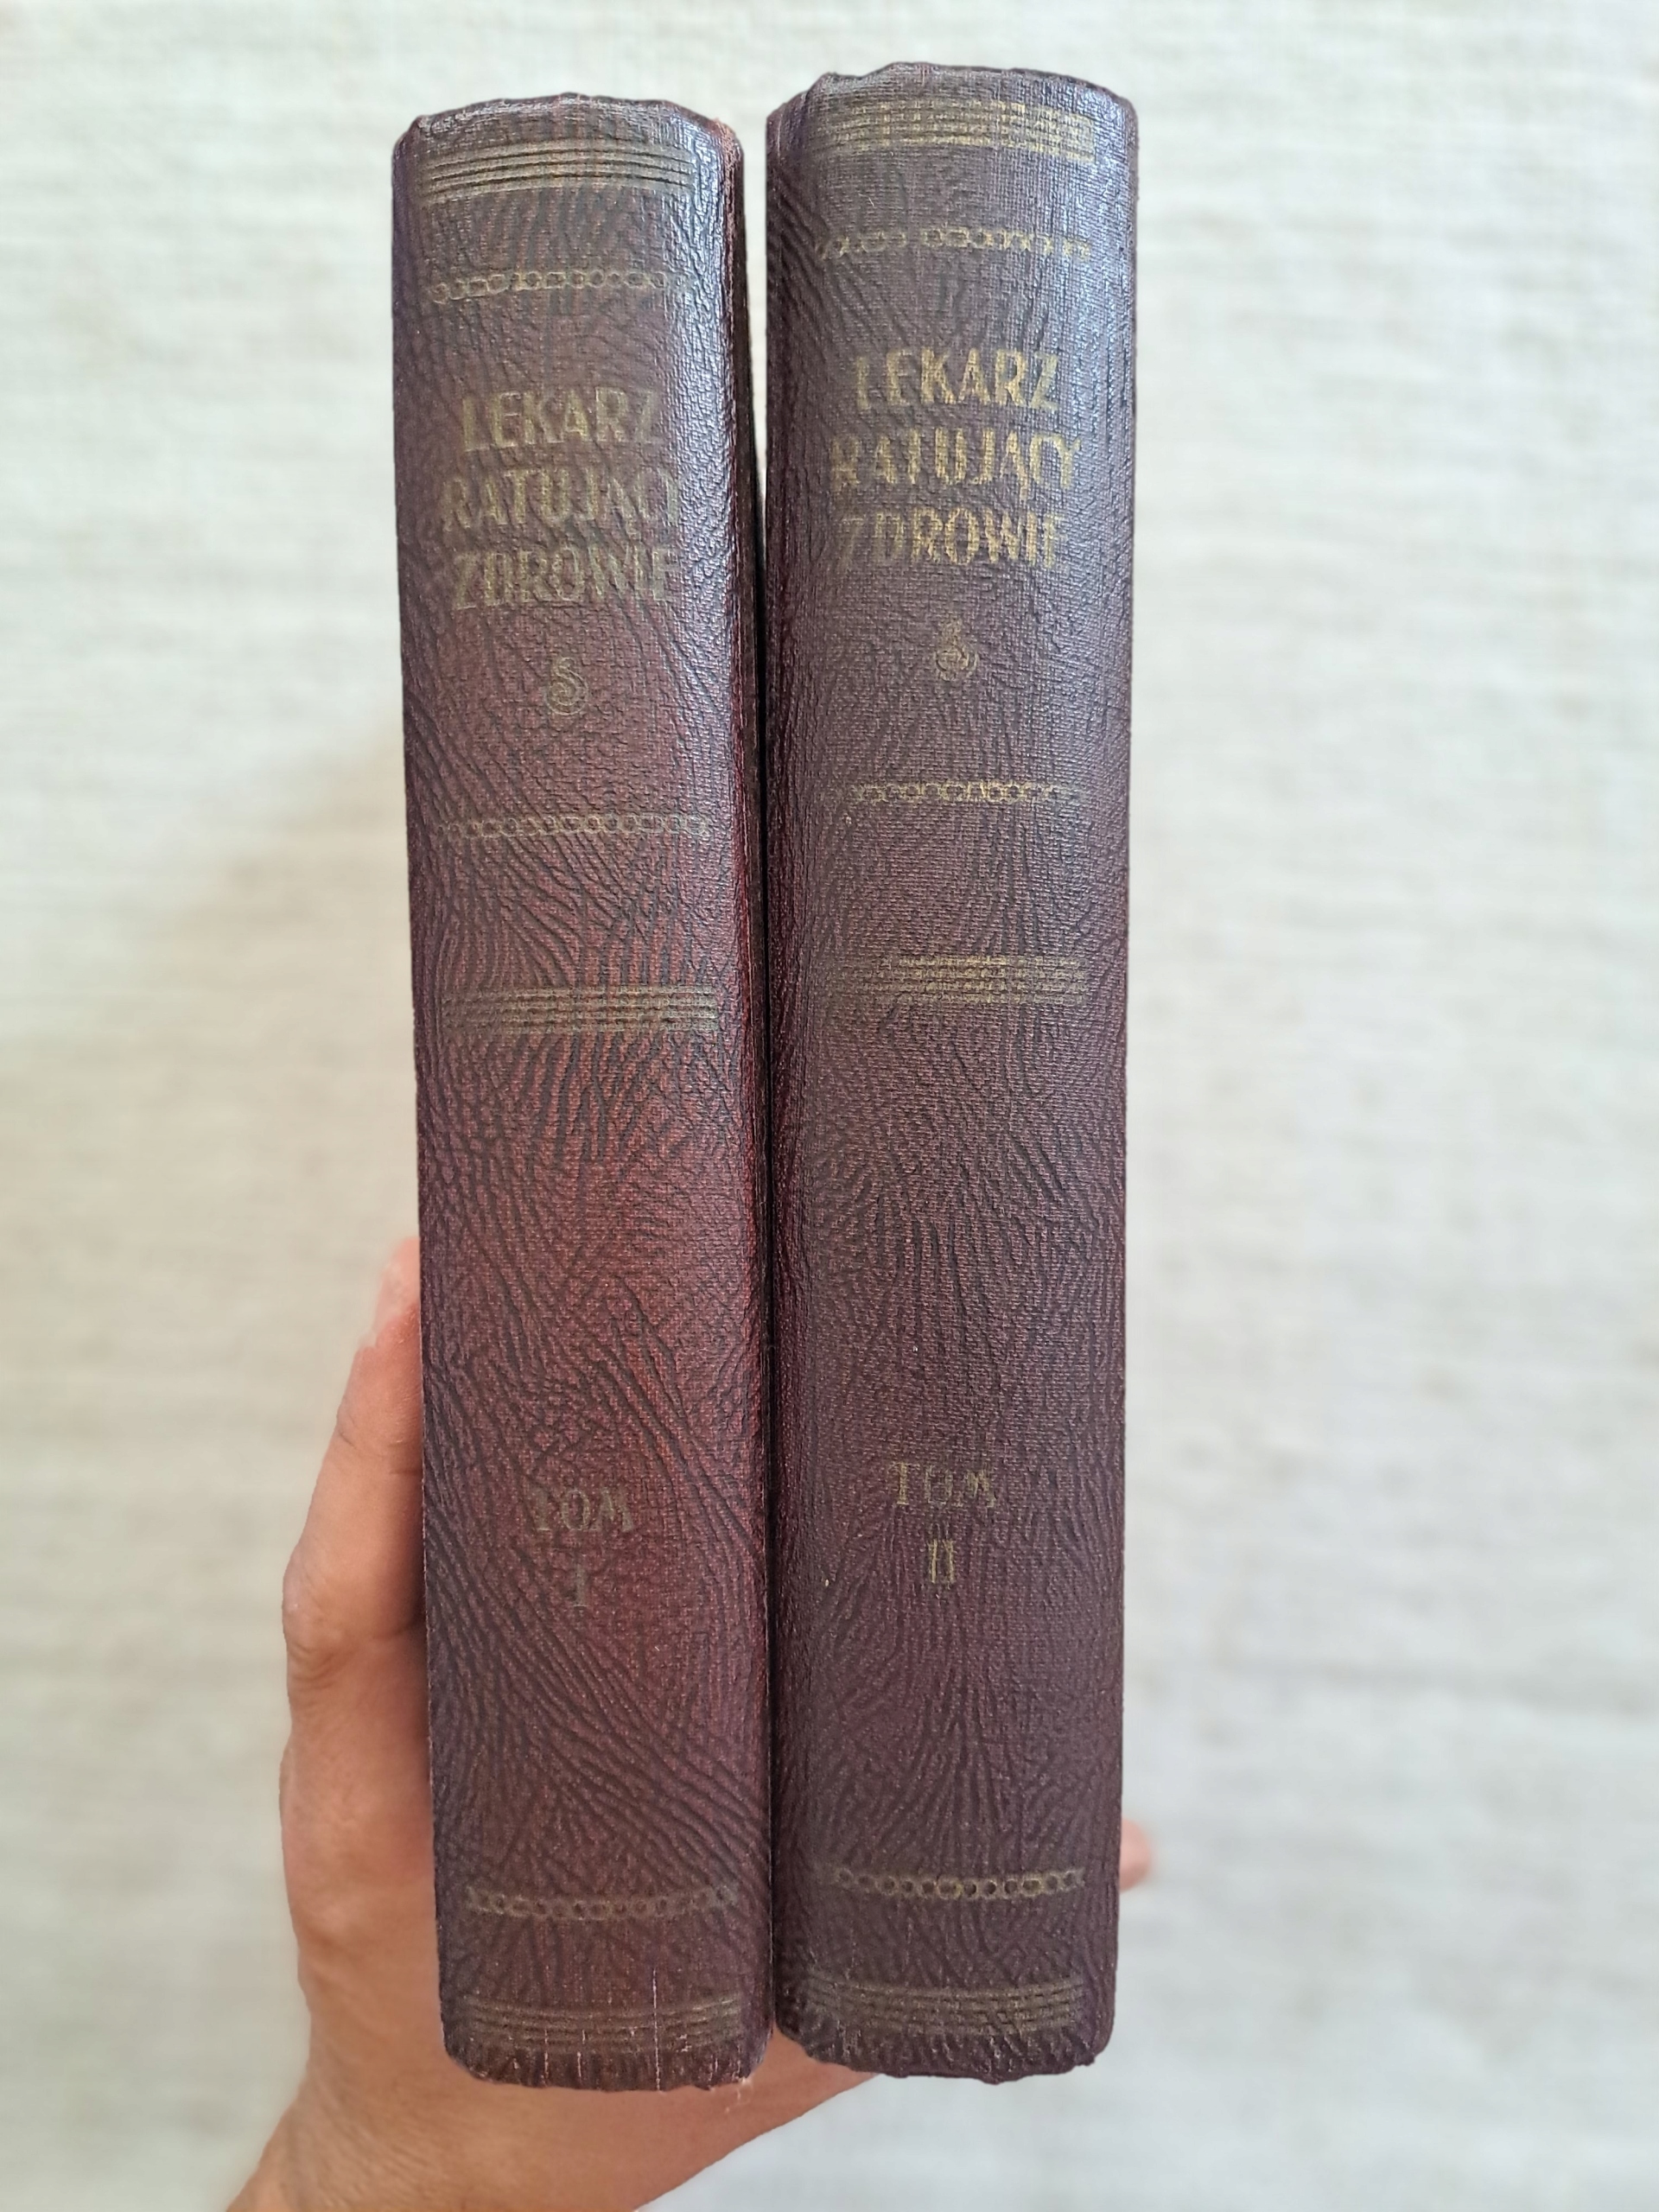 LEKARZ
RATUJĄCY
ZDROWIE
TOM
I
LEKARZ
RATUJĄCY
ZDROWIE
TOM
II